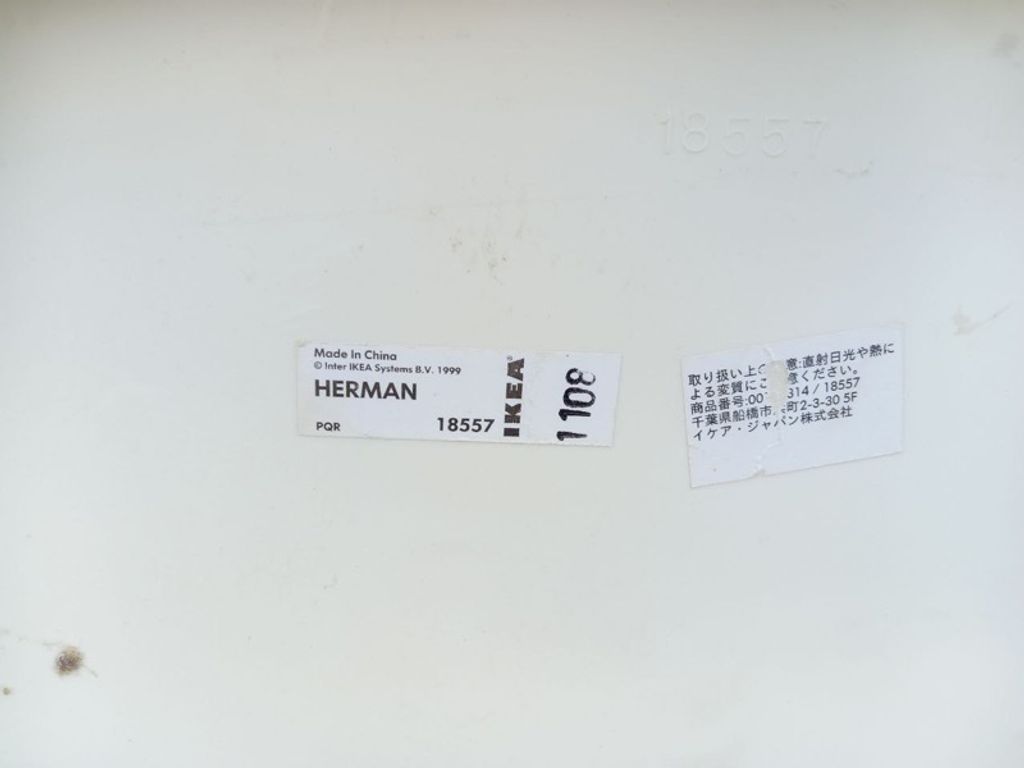 18557
Made In China
© Inter IKEA Systems B.V. 1999
HERMAN
PQR 18557
IKEA®
1 108
取り扱い上 意:直射日光や熱に
よる変質にご 意ください。
商品番号:00 314 / 18557
千葉県船橋市 町2-3-30 5F
イケア・ジャパン株式会社